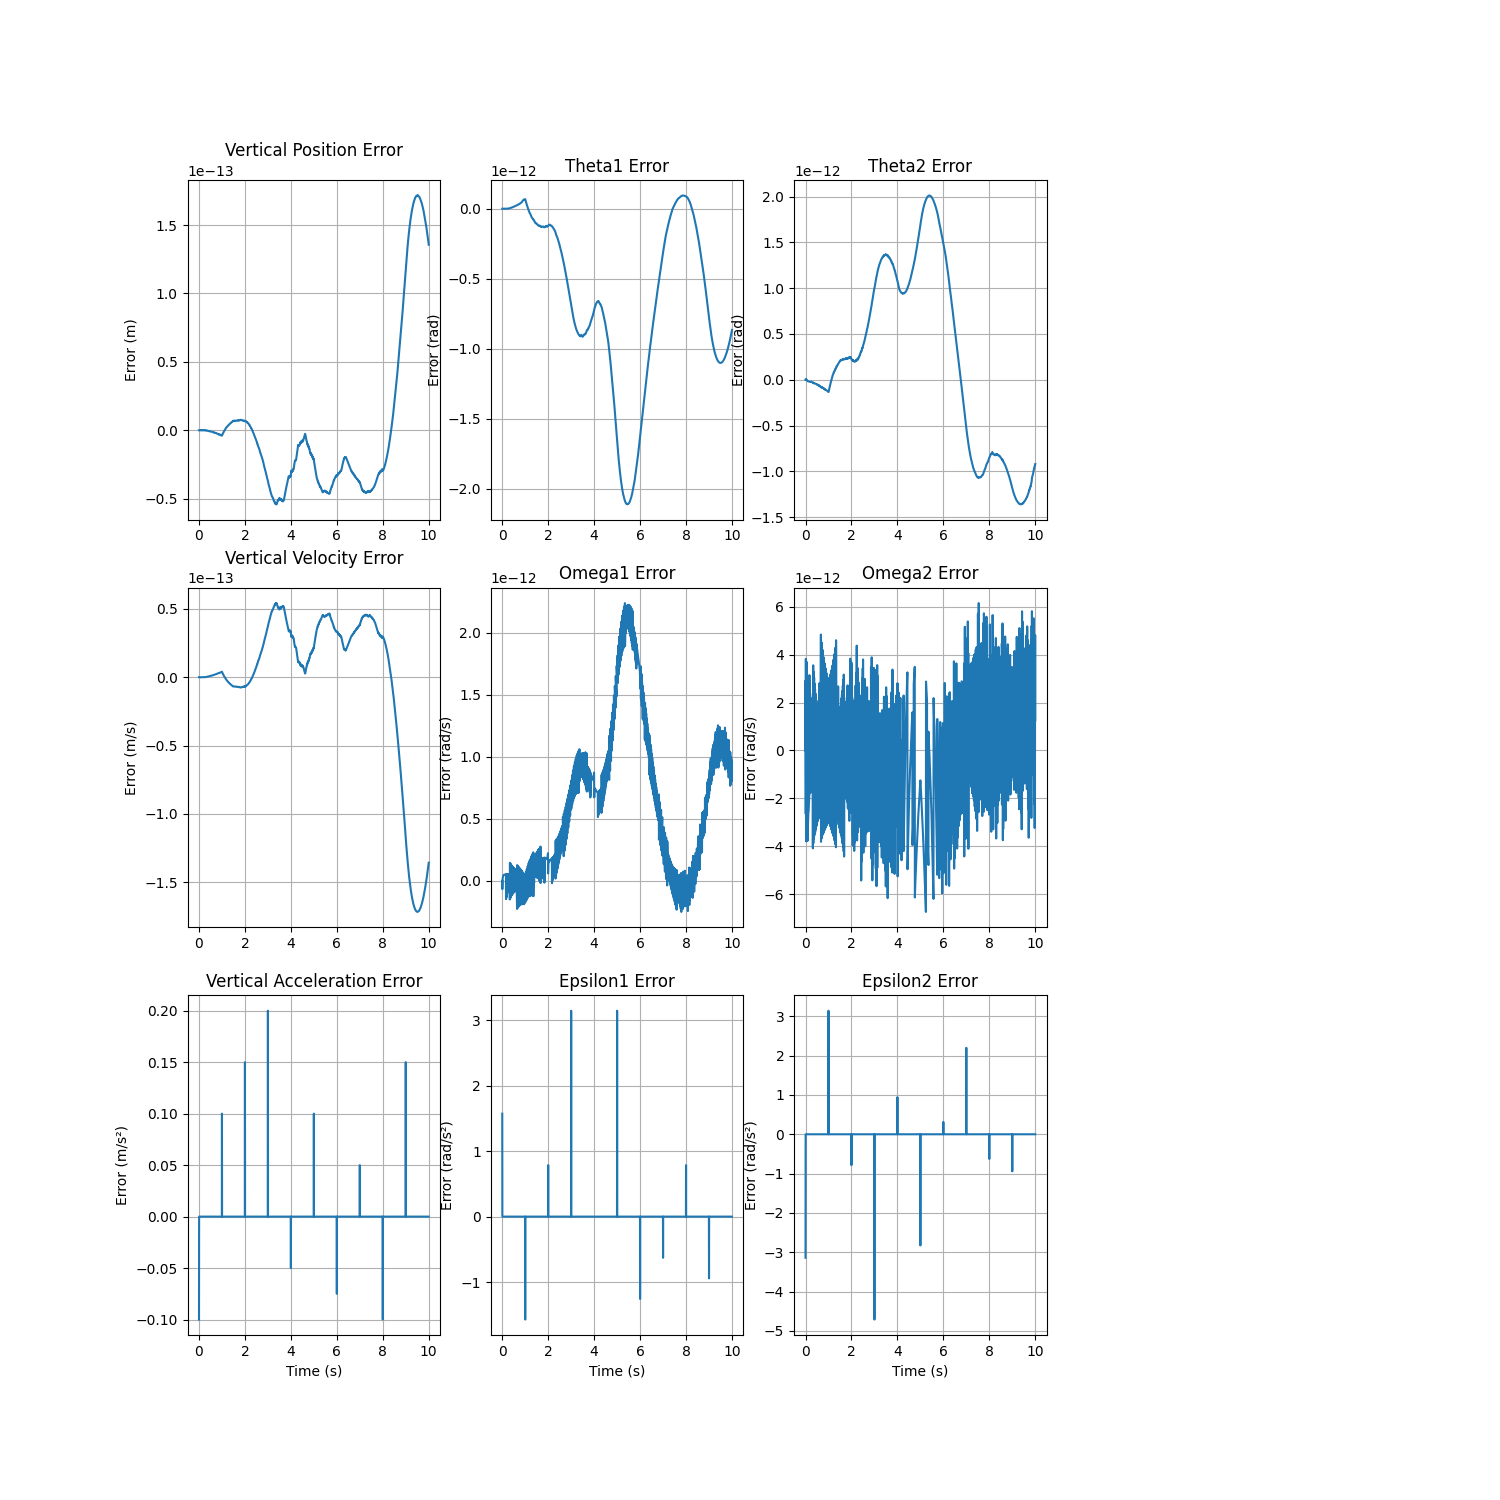 Vertical Position Error
1e−13
1.5
1.0
0.5
0.0
−0.5
Error (m)
0 2 4 6 8 10
Theta1 Error
1e−12
0.0
−0.5
−1.0
−1.5
−2.0
Error (rad)
0 2 4 6 8 10
Theta2 Error
1e−12
2.0
1.5
1.0
0.5
0.0
−0.5
−1.0
−1.5
Error (rad)
0 2 4 6 8 10
Vertical Velocity Error
1e−13
0.5
0.0
−0.5
−1.0
−1.5
Error (m/s)
0 2 4 6 8 10
Omega1 Error
1e−12
2.0
1.5
1.0
0.5
0.0
Error (rad/s)
0 2 4 6 8 10
Omega2 Error
1e−12
6
4
2
0
−2
−4
−6
Error (rad/s)
0 2 4 6 8 10
Vertical Acceleration Error
0.20
0.15
0.10
0.05
0.00
−0.05
−0.10
Error (m/s²)
0 2 4 6 8 10
Time (s)
Epsilon1 Error
3
2
1
0
−1
Error (rad/s²)
0 2 4 6 8 10
Time (s)
Epsilon2 Error
3
2
1
0
−1
−2
−3
−4
−5
Error (rad/s²)
0 2 4 6 8 10
Time (s)